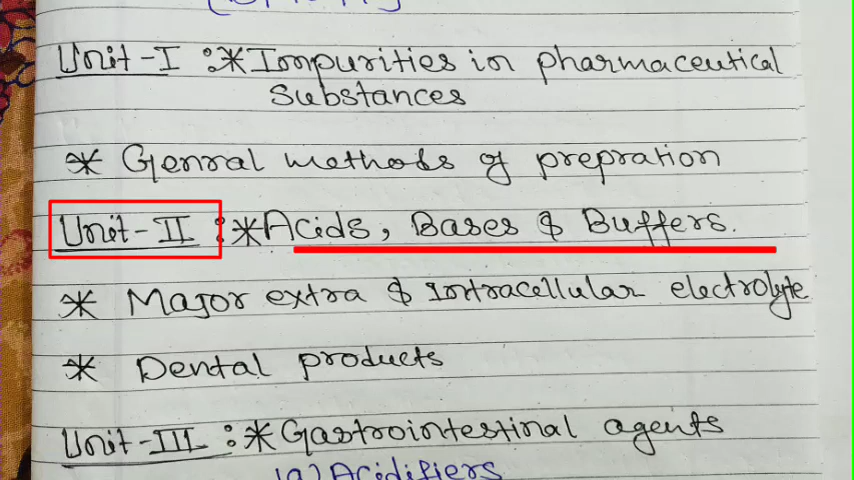 Unit-I :*Impurities in pharmaceutical
Substances
* Genral methods of prepration
Unit-II :*Acids, Bases & Buffers.
* Major extra & Intracellular electrolyte
* Dental products
Unit-III :*Gastrointestinal agents
(a) Acidifiers